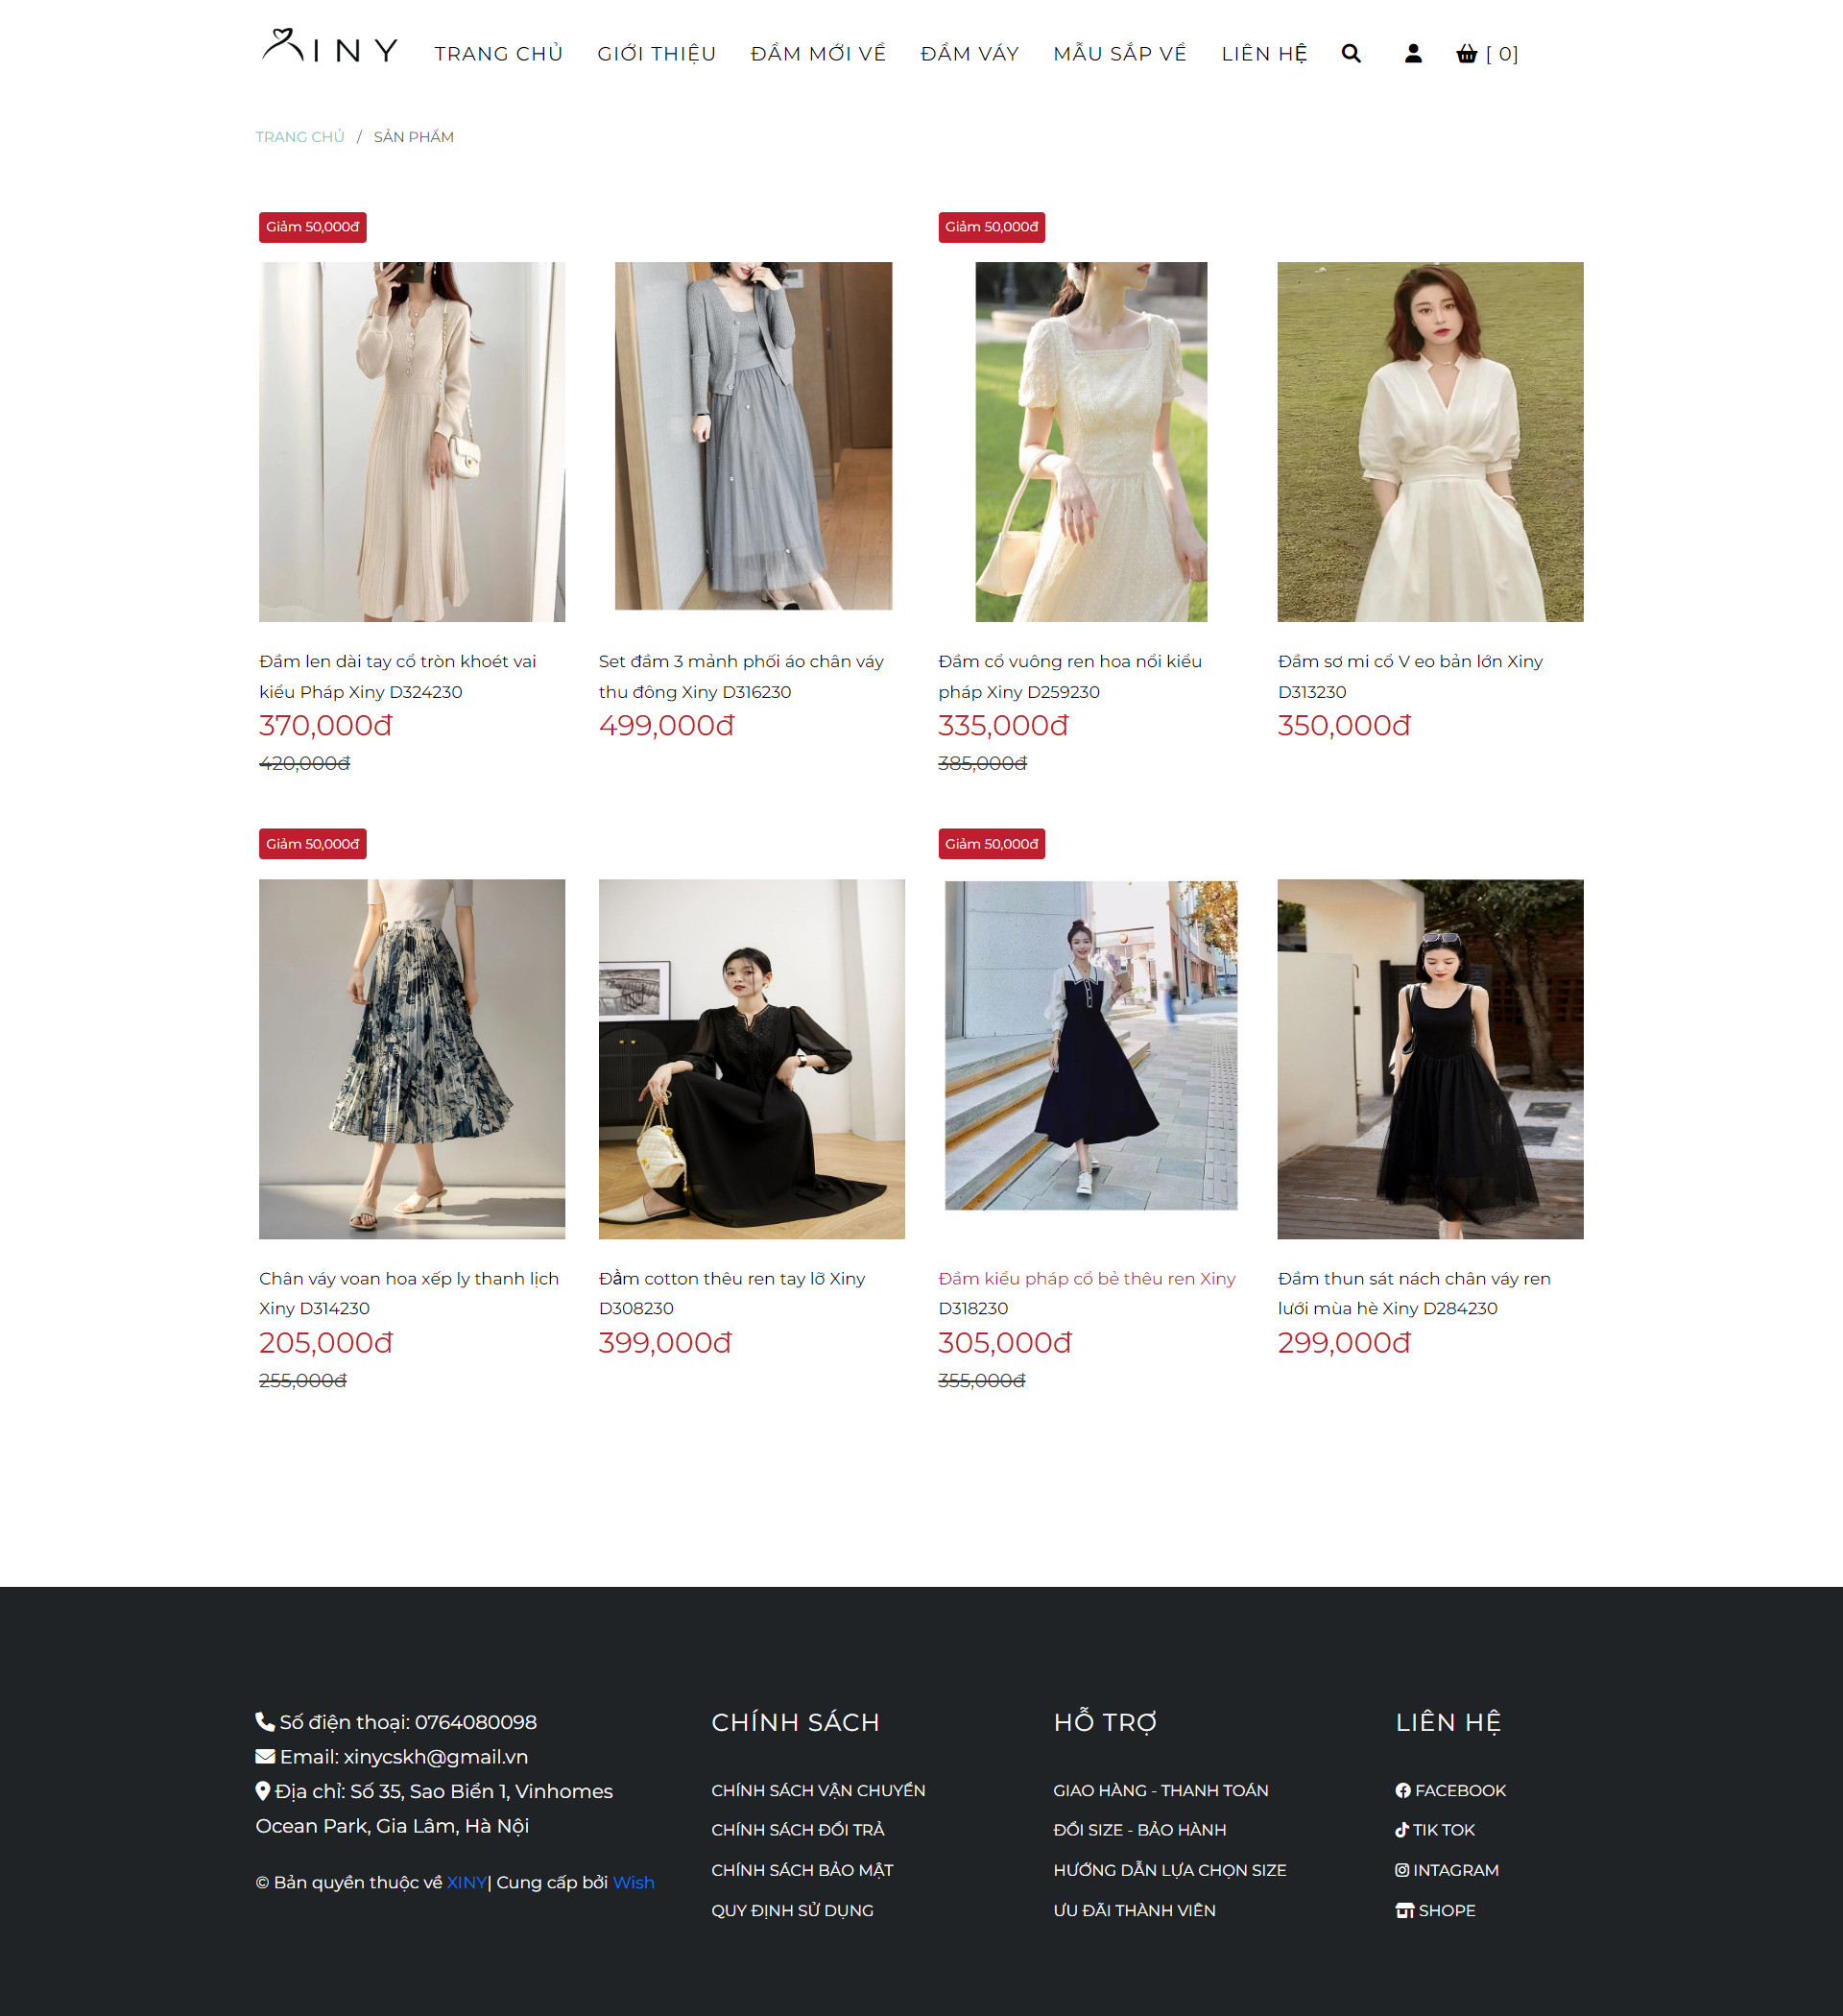 XINY
TRANG CHỦ GIỚI THIỆU ĐẦM MỚI VỀ ĐẦM VÁY MẪU SẮP VỀ LIÊN HỆ [ 0]
TRANG CHỦ / SẢN PHẨM
Giảm 50,000đ
Giảm 50,000đ
Đầm len dài tay cổ tròn khoét vai
kiểu Pháp Xiny D324230
370,000đ
420,000đ
Set đầm 3 mảnh phối áo chân váy
thu đông Xiny D316230
499,000đ
Đầm cổ vuông ren hoa nổi kiểu
pháp Xiny D259230
335,000đ
385,000đ
Đầm sơ mi cổ V eo bản lớn Xiny
D313230
350,000đ
Giảm 50,000đ
Giảm 50,000đ
Chân váy voan hoa xếp ly thanh lịch
Xiny D314230
205,000đ
255,000đ
Đầm cotton thêu ren tay lỡ Xiny
D308230
399,000đ
Đầm kiểu pháp cổ bẻ thêu ren Xiny
D318230
305,000đ
355,000đ
Đầm thun sát nách chân váy ren
lưới mùa hè Xiny D284230
299,000đ
Số điện thoại: 0764080098
Email: xinycskh@gmail.vn
Địa chỉ: Số 35, Sao Biển 1, Vinhomes
Ocean Park, Gia Lâm, Hà Nội
© Bản quyền thuộc về XINY| Cung cấp bởi Wish
CHÍNH SÁCH
CHÍNH SÁCH VẬN CHUYỂN
CHÍNH SÁCH ĐỔI TRẢ
CHÍNH SÁCH BẢO MẬT
QUY ĐỊNH SỬ DỤNG
HỖ TRỢ
GIAO HÀNG - THANH TOÁN
ĐỔI SIZE - BẢO HÀNH
HƯỚNG DẪN LỰA CHỌN SIZE
ƯU ĐÃI THÀNH VIÊN
LIÊN HỆ
FACEBOOK
TIK TOK
INTAGRAM
SHOPE